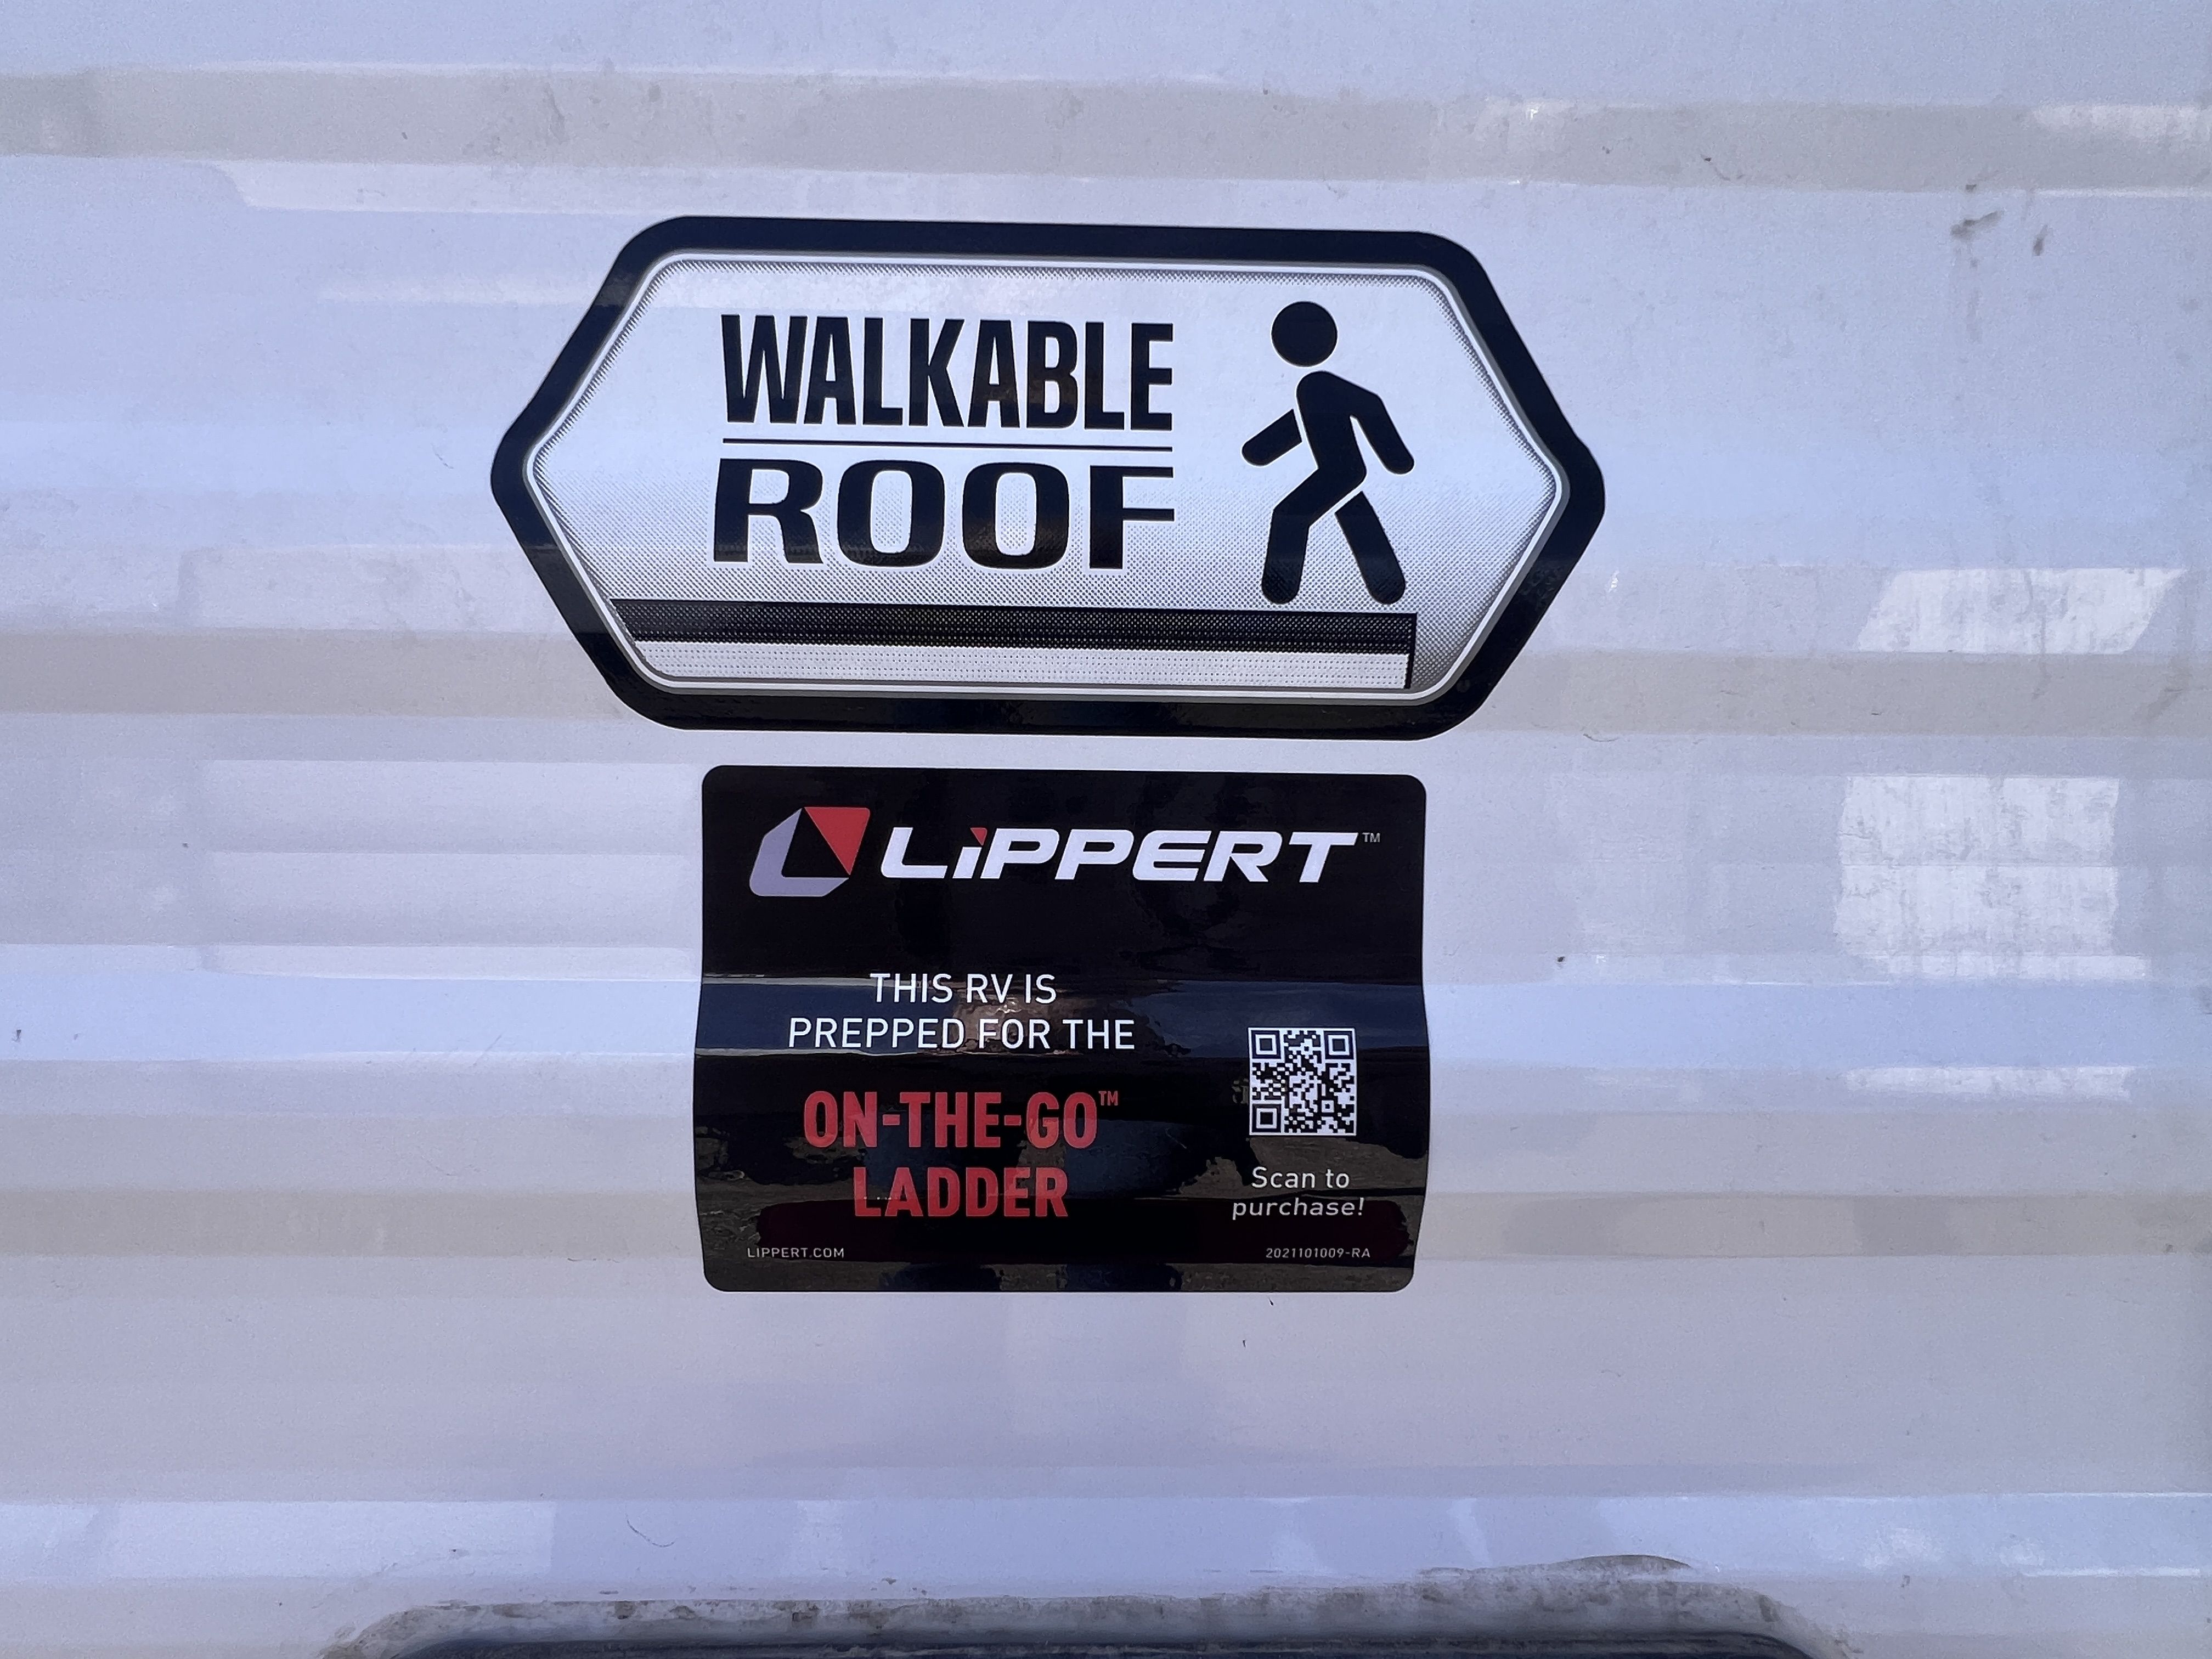 WALKABLE
ROOF
LiPPERT™
THIS RV IS
PREPPED FOR THE
ON-THE-GO™
LADDER
Scan to
purchase!
LIPPERT.COM
2021101009-RA